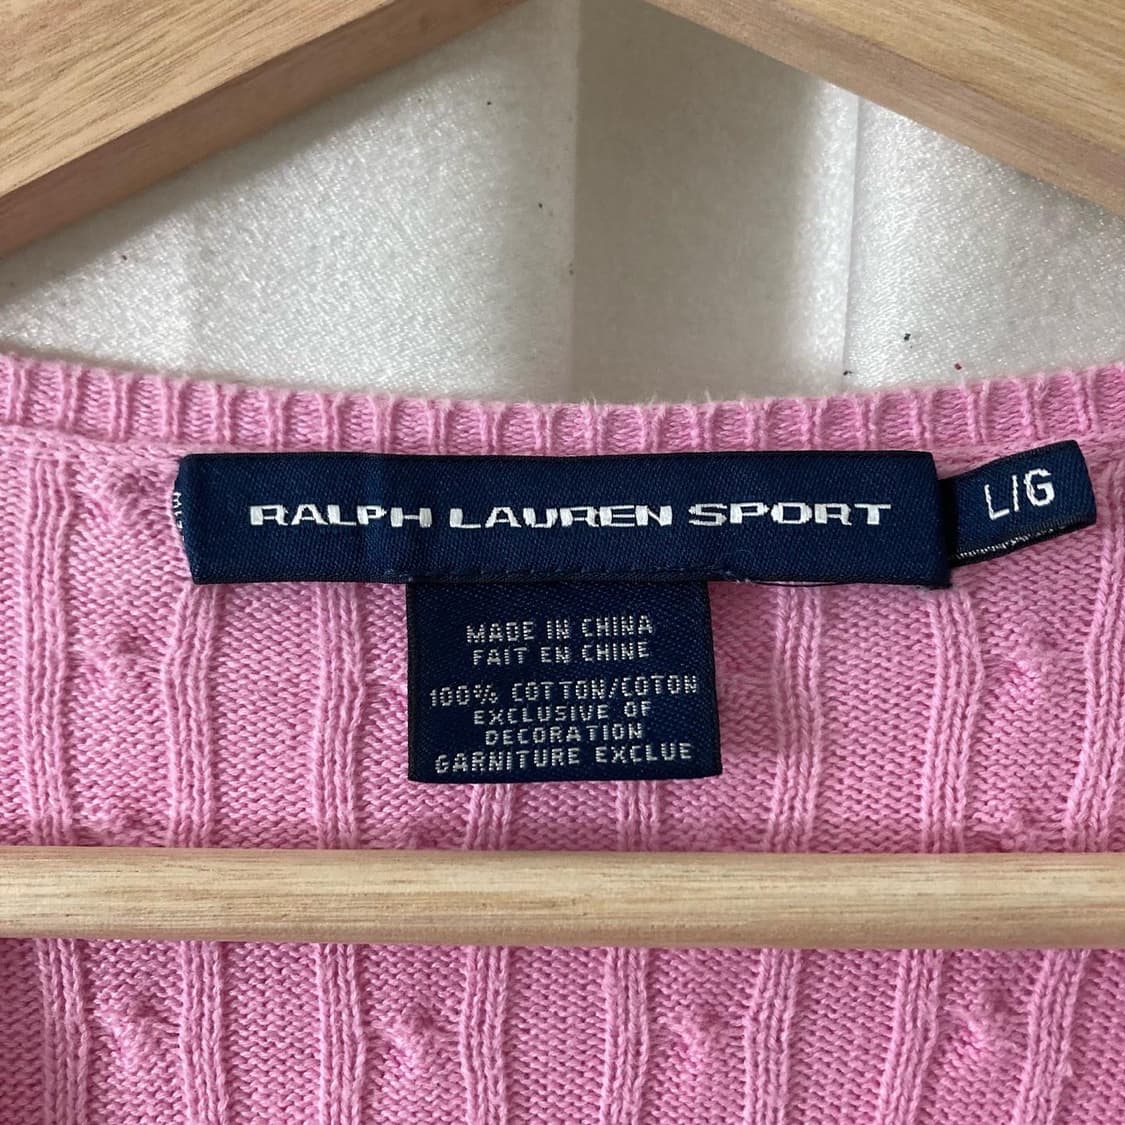 RALPH LAUREN SPORT
L/G
MADE IN CHINA
FAIT EN CHINE
100% COTTON/COTON
EXCLUSIVE OF
DECORATION
GARNITURE EXCLUE